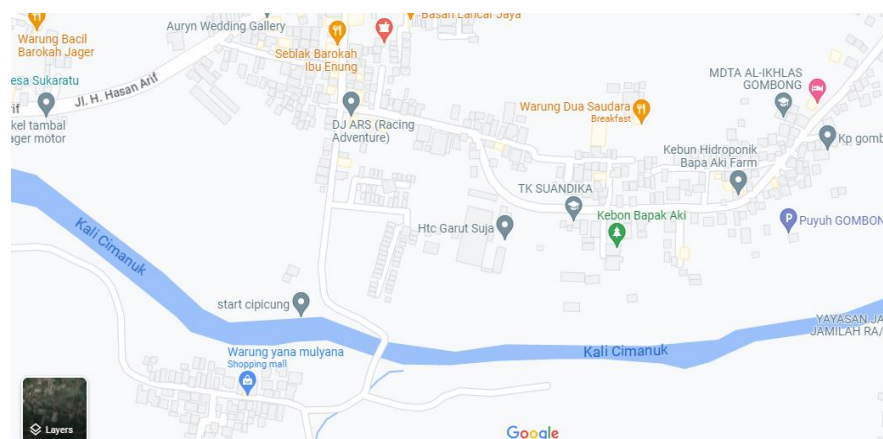 Basan Lancar Jaya
Auryn Wedding Gallery
Warung Bacil
Barokah Jager
Seblak Barokah
Ibu Enung
esa Sukaratu
Jl. H. Hasan Arif
rif
kel tambal
ager motor
DJ ARS (Racing
Adventure)
Warung Dua Saudara
Breakfast
MDTA AL-IKHLAS
GOMBONG
Kp gomb
Kebun Hidroponik
Bapa Aki Farm
TK SUANDIKA
Kebon Bapak Aki
Htc Garut Suja
Puyuh GOMBON
Kali Cimanuk
start cipicung
YAYASAN JA
JAMILAH RA/
Warung yana mulyana
Shopping mall
Kali Cimanuk
Layers
Google